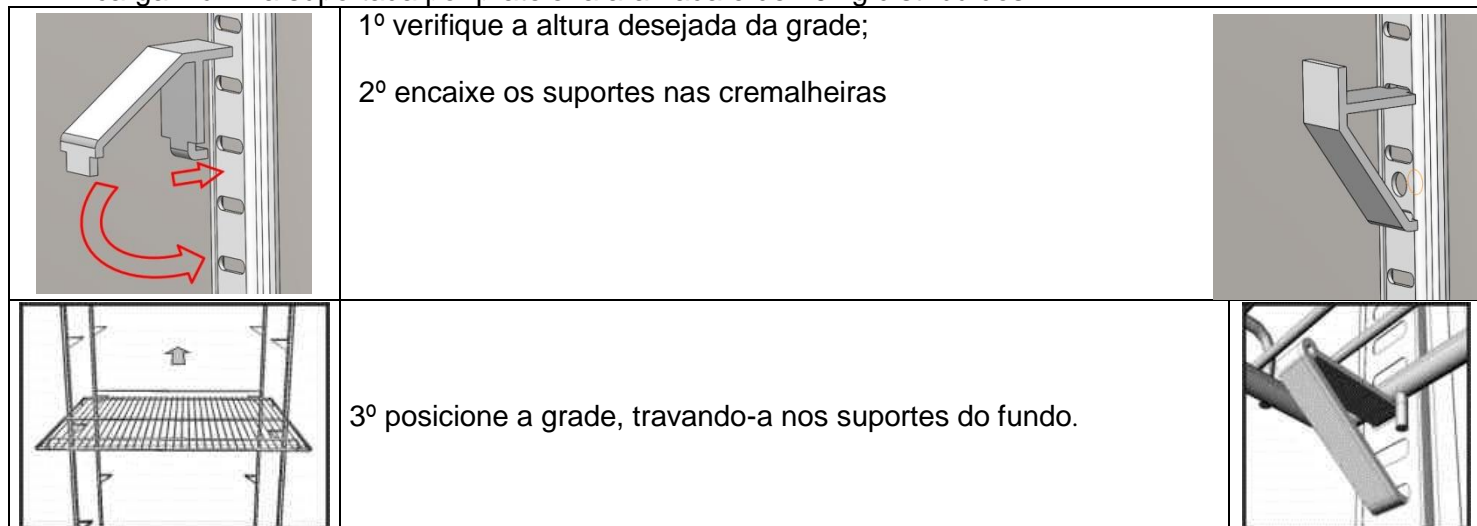 1º verifique a altura desejada da grade;
2º encaixe os suportes nas cremalheiras
3º posicione a grade, travando-a nos suportes do fundo.